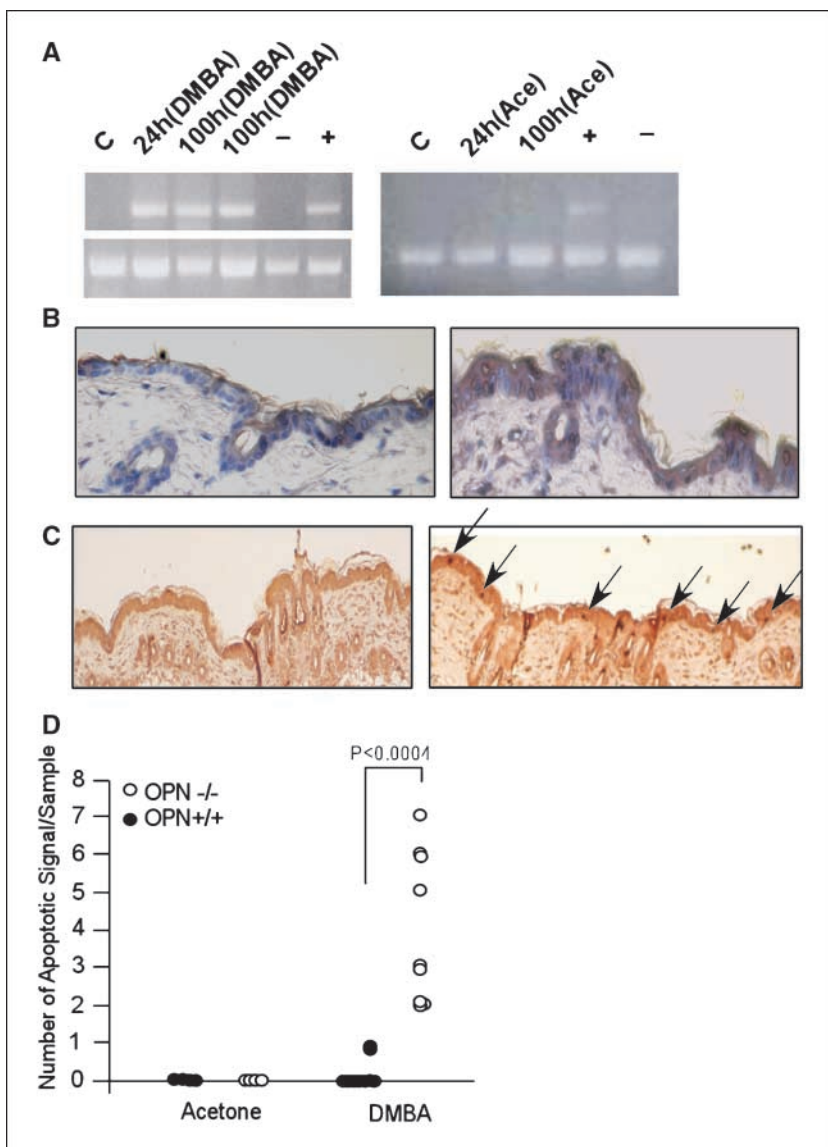 A
C 24h(DMBA) 100h(DMBA) 100h(DMBA) – +
C 24h(Ace) 100h(Ace) + –
B
C
D
P<0.0004
OPN -/-
OPN+/+
Number of Apoptotic Signal/Sample
8
7
6
5
4
3
2
1
0
Acetone DMBA